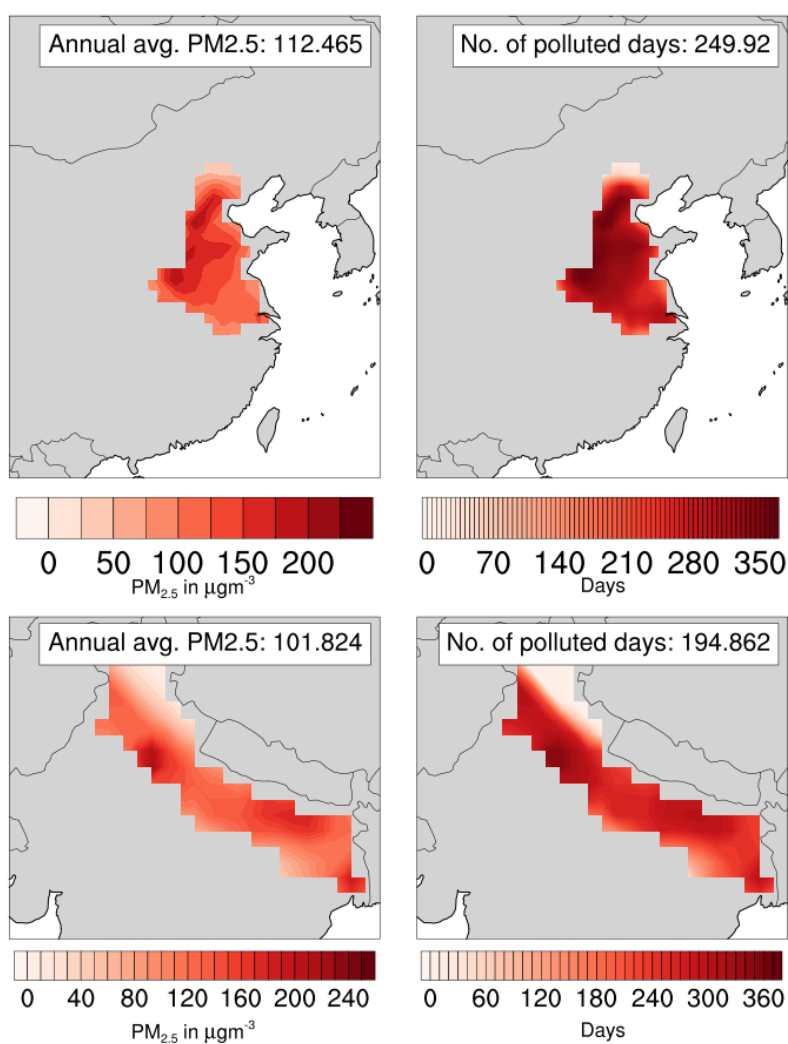 Annual avg. PM2.5: 112.465
No. of polluted days: 249.92
0 50 100 150 200
PM₂.₅ in µgm⁻³
0 70 140 210 280 350
Days
Annual avg. PM2.5: 101.824
No. of polluted days: 194.862
0 40 80 120 160 200 240
PM₂.₅ in µgm⁻³
0 60 120 180 240 300 360
Days